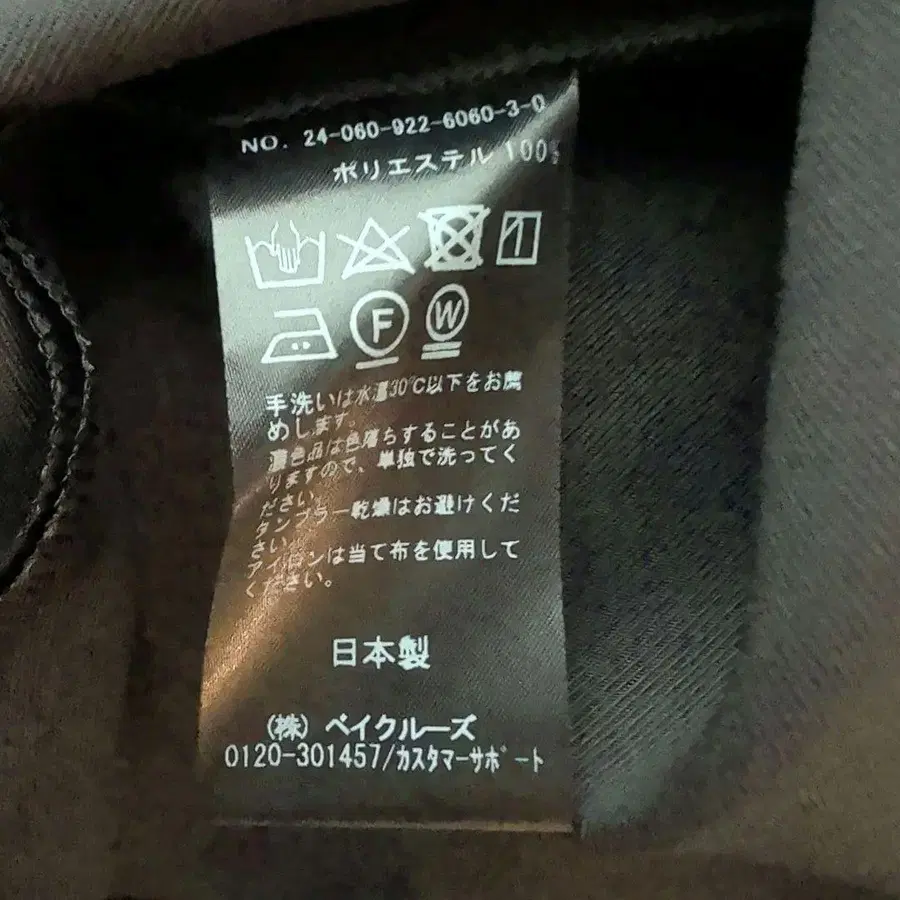 NO. 24-060-922-6060-3-0
ポリエステル 100%
F W
手洗いは水温30℃以下をお薦
めします。
濃色品は色落ちすることがあ
りますので、単独で洗ってく
ださい。
タンブラー乾燥はお避けくだ
さい。
アイロンは当て布を使用して
ください。
日本製
(株) ベイクルーズ
0120-301457/カスタマーサポート